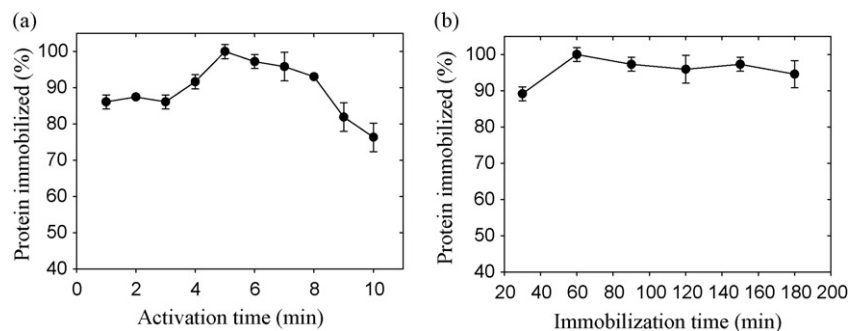 (a)
Protein immobilized (%)
100
90
80
70
60
50
40
0 2 4 6 8 10
Activation time (min)
(b)
Protein immobilized (%)
100
90
80
70
60
50
40
20 40 60 80 100 120 140 160 180 200
Immobilization time (min)